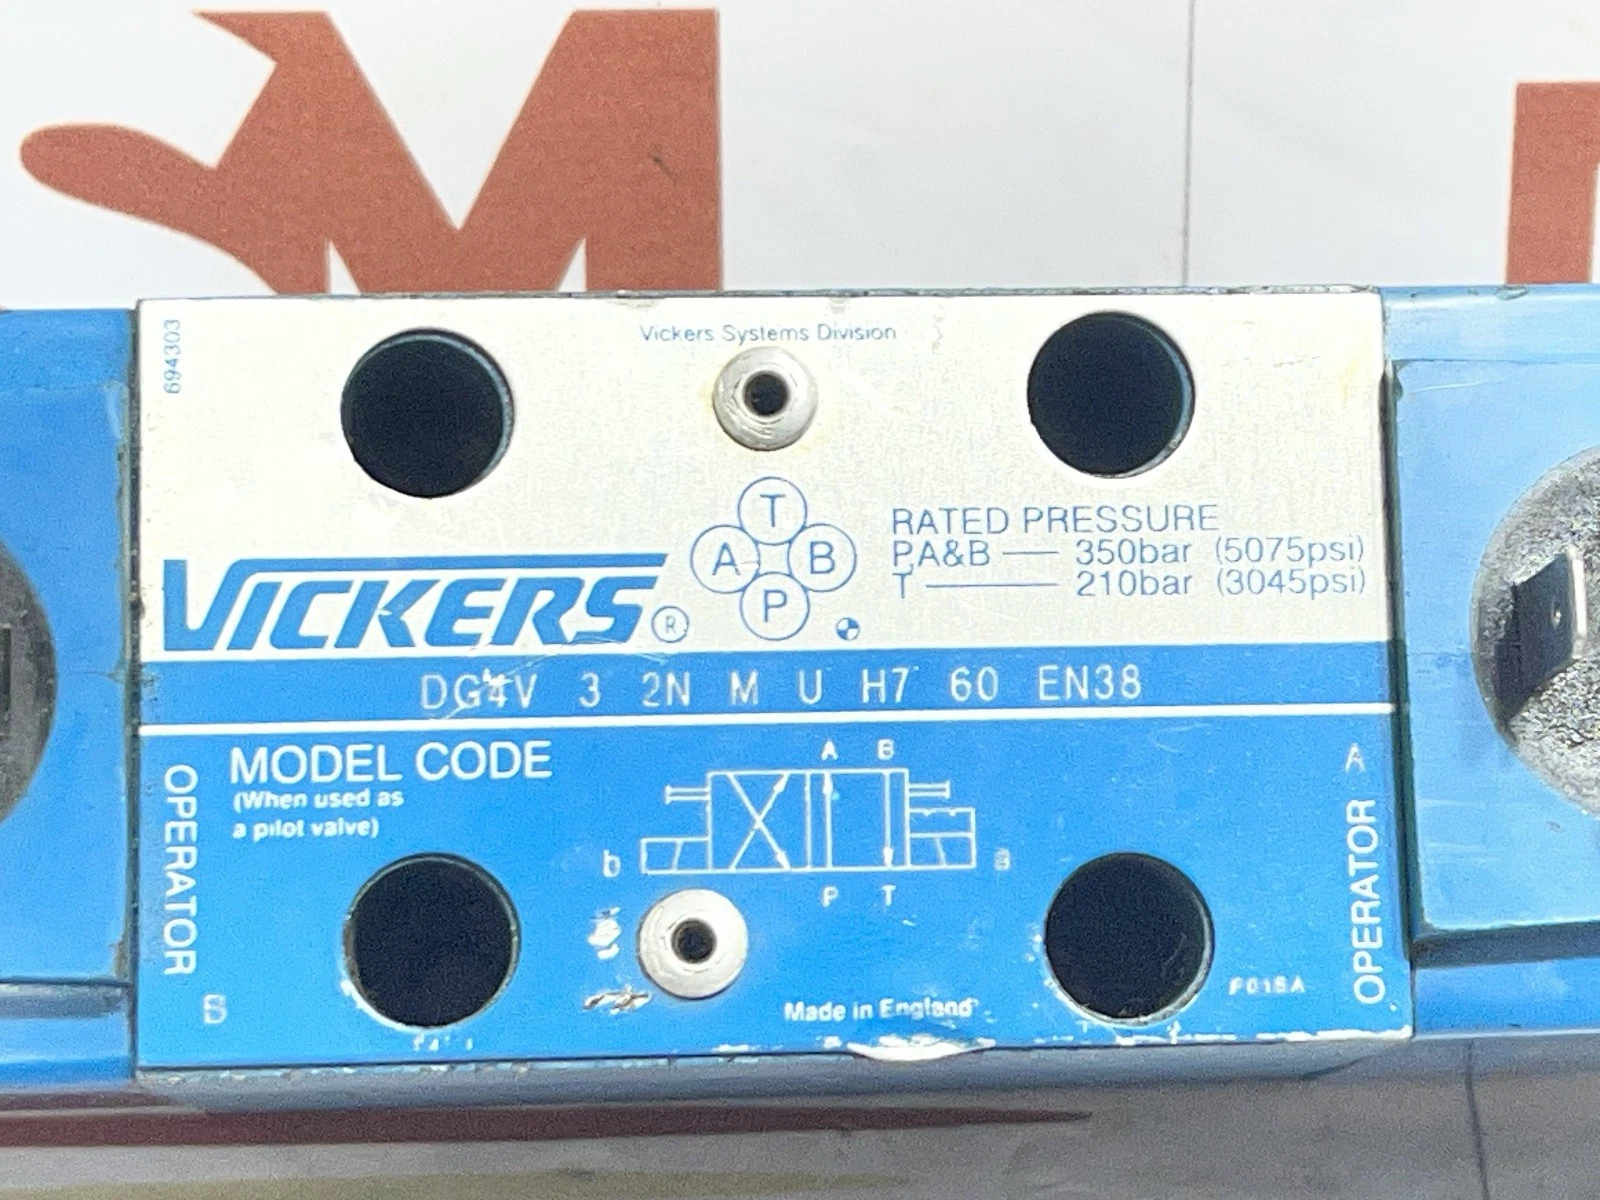 M
694303
Vickers Systems Division
T
A B
P
RATED PRESSURE
P,A&B — 350bar (5075psi)
T — 210bar (3045psi)
VICKERS ®
DG4V 3 2N M U H7 60 EN38
MODEL CODE
(When used as
a pilot valve)
OPERATOR
B
A B
b a
P T
A
OPERATOR
F01SA
Made in England